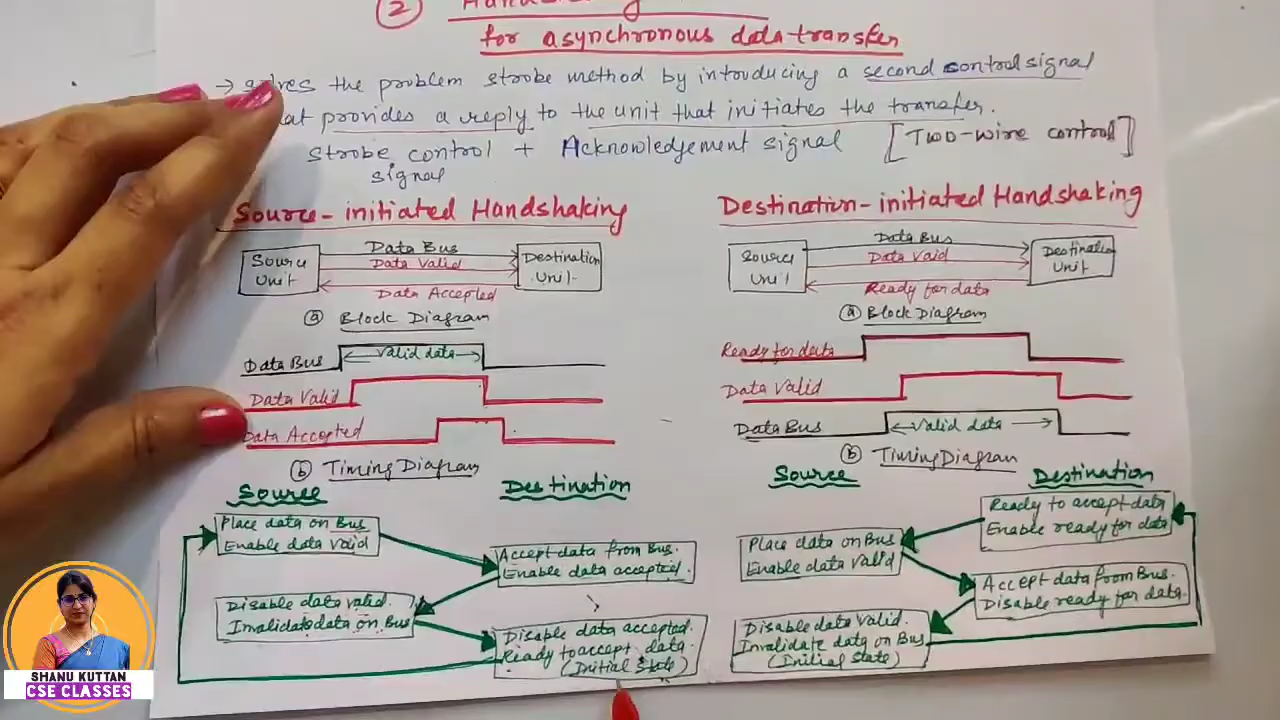 2
for asynchronous data transfer
→ the problem strobe method by introducing a second control signal
provides a reply to the unit that initiates the transfer.
strobe control + Acknowledgement signal [Two-wire control]
signal
Source-initiated Handshaking
Source Unit
Data Bus
Data Valid
Data Accepted
Destination Unit
(a) Block Diagram
Data Bus
Valid data
Data Valid
Data Accepted
(b) Timing Diagram
Source
Destination
Place data on Bus
Enable data valid
Accept data from Bus.
Enable data accepted.
Disable data valid.
Invalidate data on Bus
Disable data accepted.
Ready to accept data.
(Initial State)
Destination-initiated Handshaking
Source Unit
Data Bus
Data Vaid
Ready for data
Destination Unit
(a) Block Diagram
Ready for data
Data Valid
Data Bus
Valid data
(b) Timing Diagram
Source
Destination
Ready to accept data
Enable ready for data
Place data on Bus
Enable data valid
Accept data from Bus.
Disable ready for data.
Disable data valid.
Invalidate data on Bus
(Initial State)
SHANU KUTTAN
CSE CLASSES